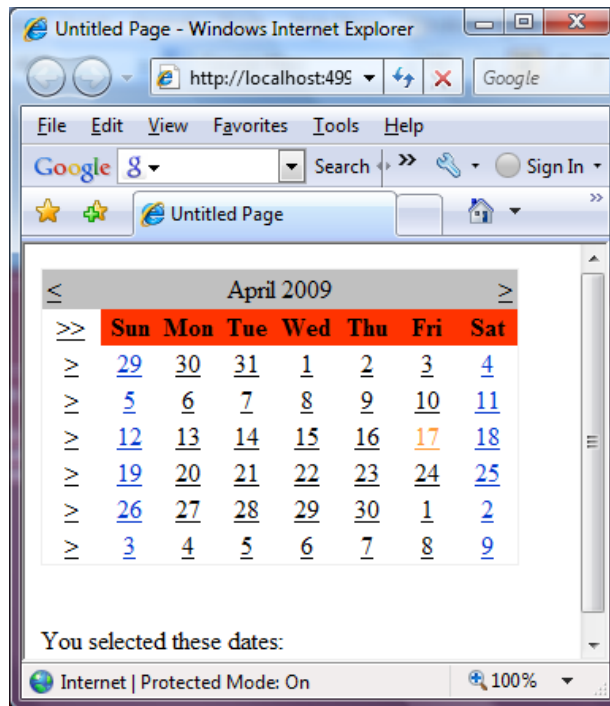 Untitled Page - Windows Internet Explorer
http://localhost:499 Google
File Edit View Favorites Tools Help
Google g Search >> Sign In
Untitled Page >>
< April 2009 >
>> Sun Mon Tue Wed Thu Fri Sat
> 29 30 31 1 2 3 4
> 5 6 7 8 9 10 11
> 12 13 14 15 16 17 18
> 19 20 21 22 23 24 25
> 26 27 28 29 30 1 2
> 3 4 5 6 7 8 9
You selected these dates:
Internet | Protected Mode: On 100%